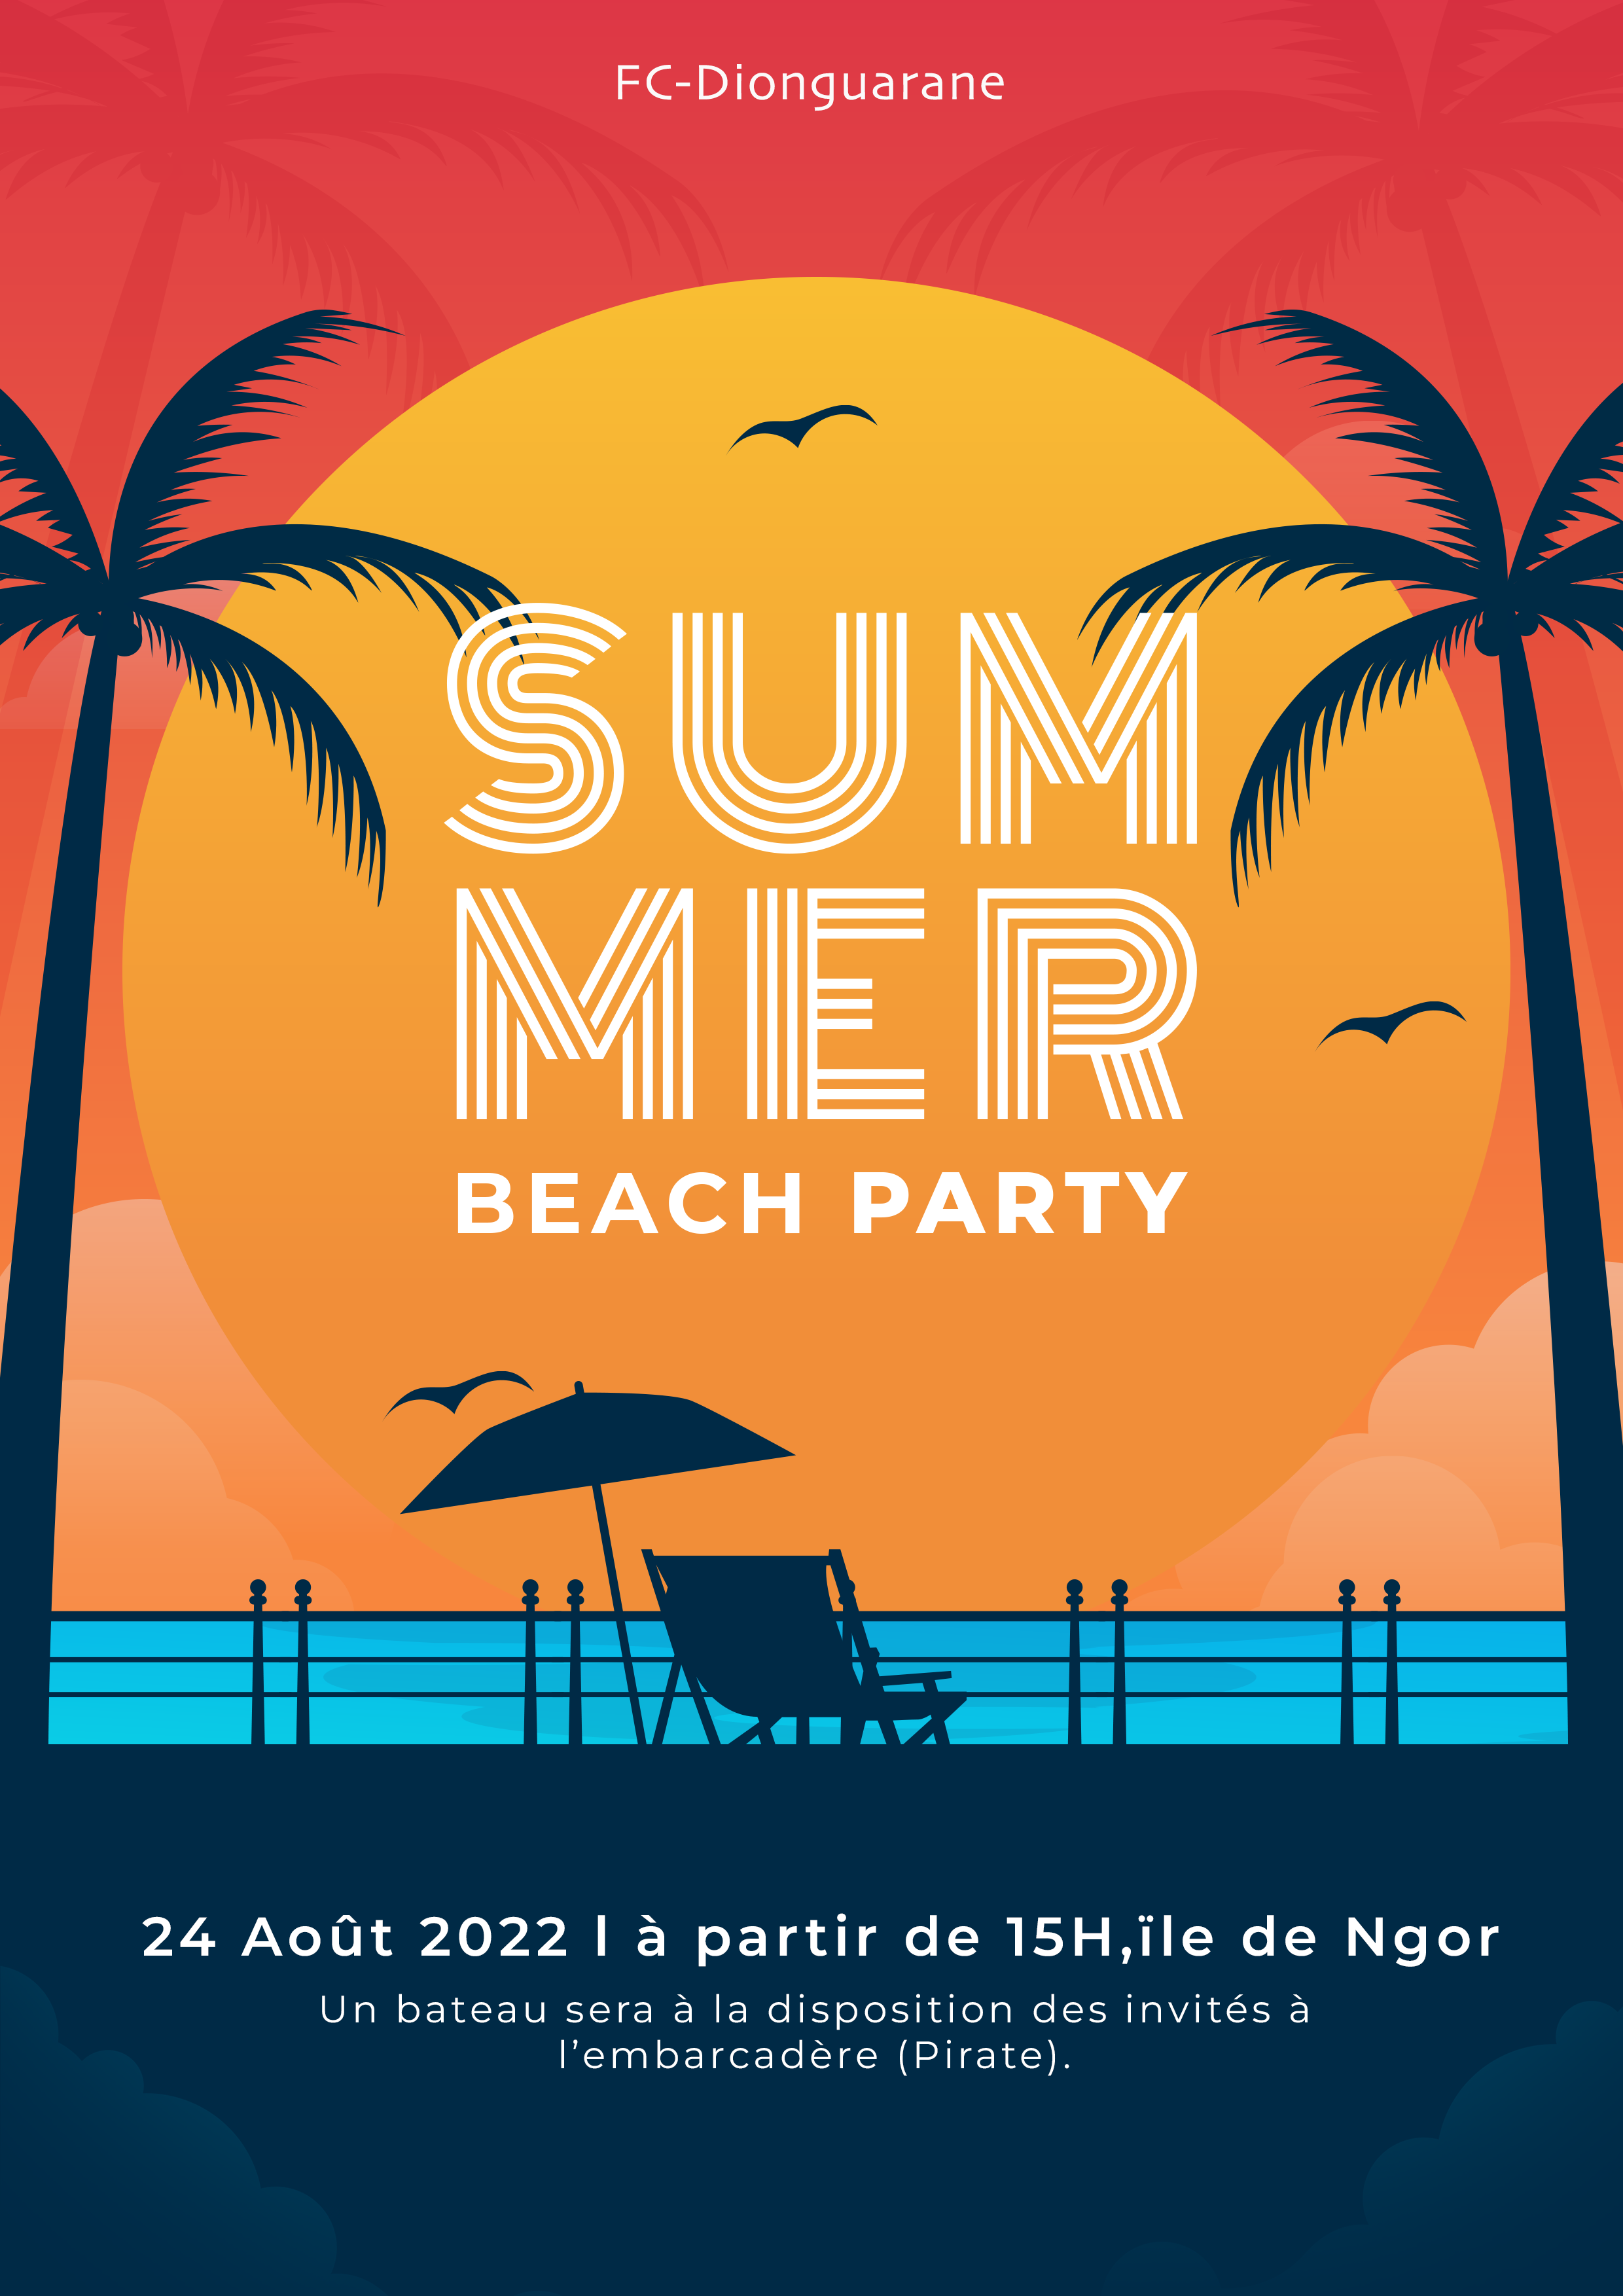 FC-Dionguarane
SUM
MER
BEACH PARTY
24 Août 2022 l à partir de 15H,ïle de Ngor
Un bateau sera à la disposition des invités à
l’embarcadère (Pirate).